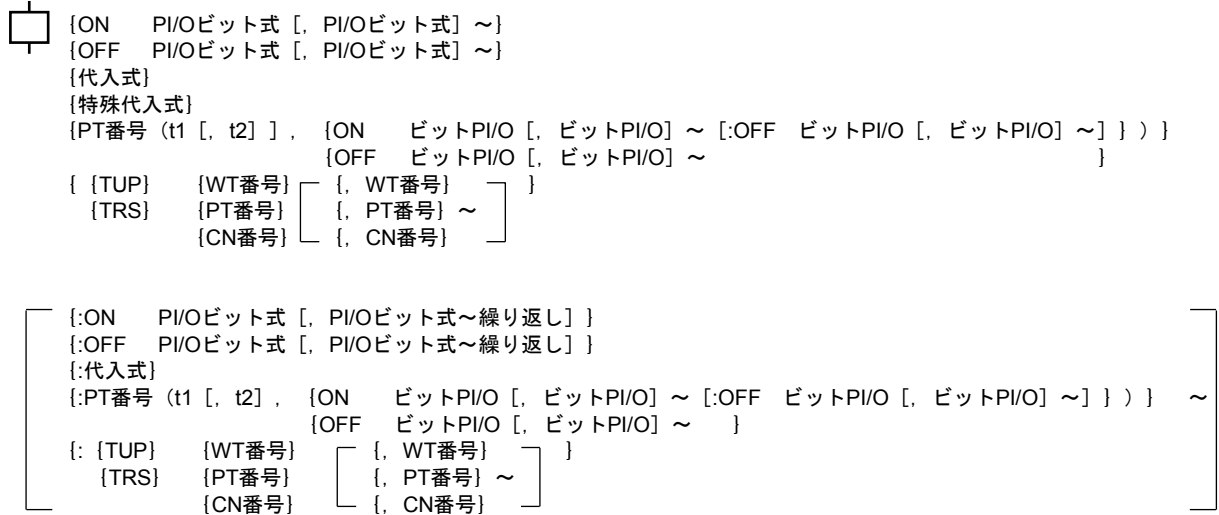 {ON PI/Oビット式［，PI/Oビット式］～}
{OFF PI/Oビット式［，PI/Oビット式］～}
{代入式}
{特殊代入式}
{PT番号（t1［，t2］］，{ON ビットPI/O［，ビットPI/O］～［:OFF ビットPI/O［，ビットPI/O］～］}）}
{OFF ビットPI/O［，ビットPI/O］～ }
{ {TUP} {WT番号} {，WT番号} }
{TRS} {PT番号} {，PT番号} ～
{CN番号} {，CN番号}
{:ON PI/Oビット式［，PI/Oビット式～繰り返し］}
{:OFF PI/Oビット式［，PI/Oビット式～繰り返し］}
{:代入式}
{:PT番号（t1［，t2］，{ON ビットPI/O［，ビットPI/O］～［:OFF ビットPI/O［，ビットPI/O］～］}）} ～
{OFF ビットPI/O［，ビットPI/O］～ }
{: {TUP} {WT番号} {，WT番号} }
{TRS} {PT番号} {，PT番号} ～
{CN番号} {，CN番号}